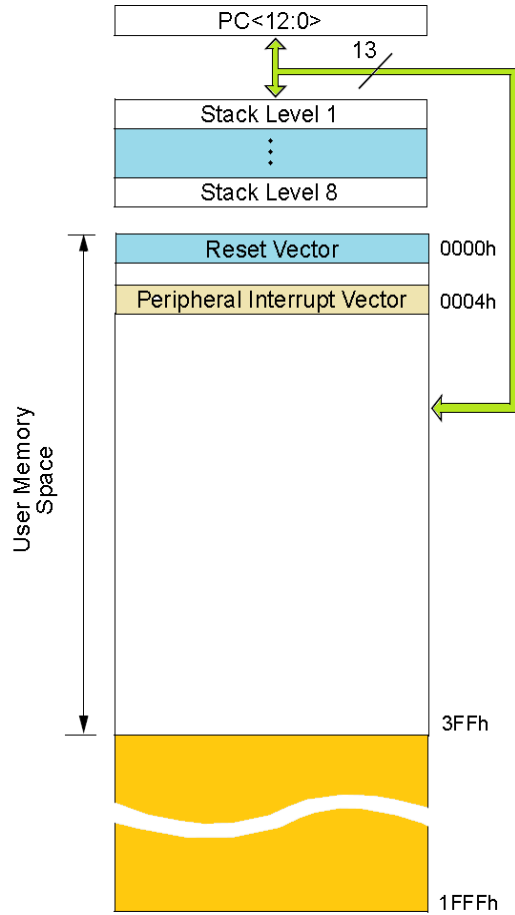 PC<12:0>
13
Stack Level 1
Stack Level 8
Reset Vector
0000h
Peripheral Interrupt Vector
0004h
User Memory
Space
3FFh
1FFFh